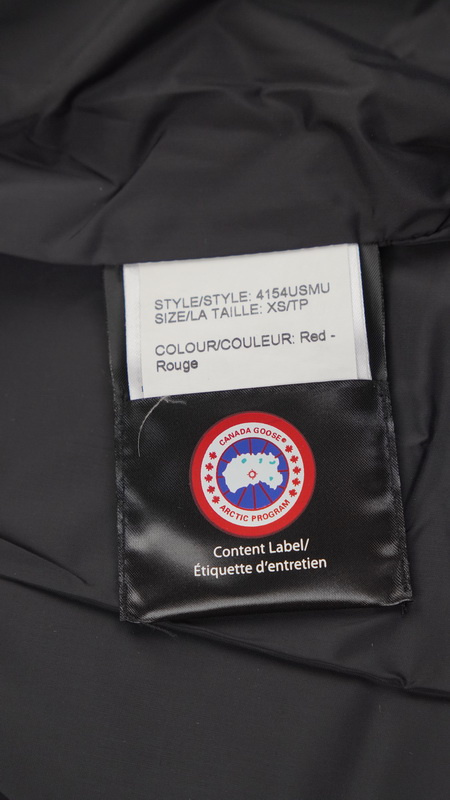 STYLE/STYLE: 4154USMU
SIZE/LA TAILLE: XS/TP
COLOUR/COULEUR: Red -
Rouge
CANADA GOOSE®
ARCTIC PROGRAM
Content Label/
Étiquette d'entretien